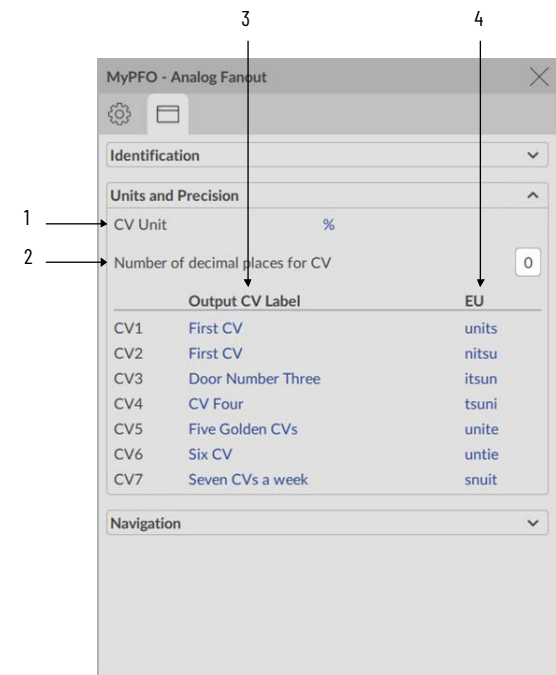 3 4
MyPFO - Analog Fanout
Identification
Units and Precision
1 CV Unit %
2 Number of decimal places for CV 0
Output CV Label EU
CV1 First CV units
CV2 First CV nitsu
CV3 Door Number Three itsun
CV4 CV Four tsuni
CV5 Five Golden CVs unite
CV6 Six CV untie
CV7 Seven CVs a week snuit
Navigation